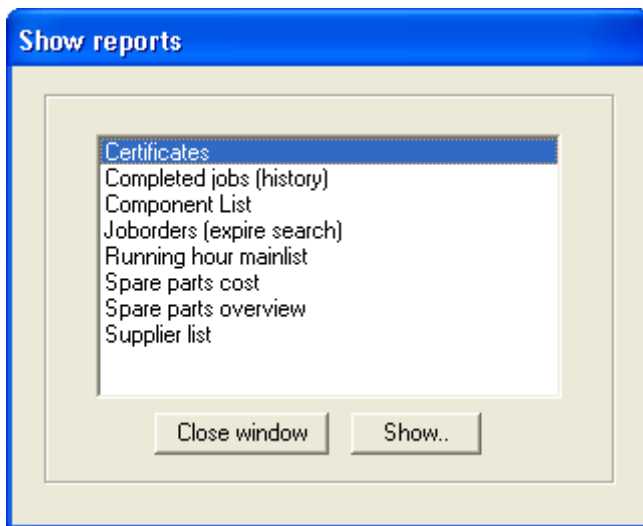 Show reports
Certificates
Completed jobs (history)
Component List
Joborders (expire search)
Running hour mainlist
Spare parts cost
Spare parts overview
Supplier list
Close window
Show..